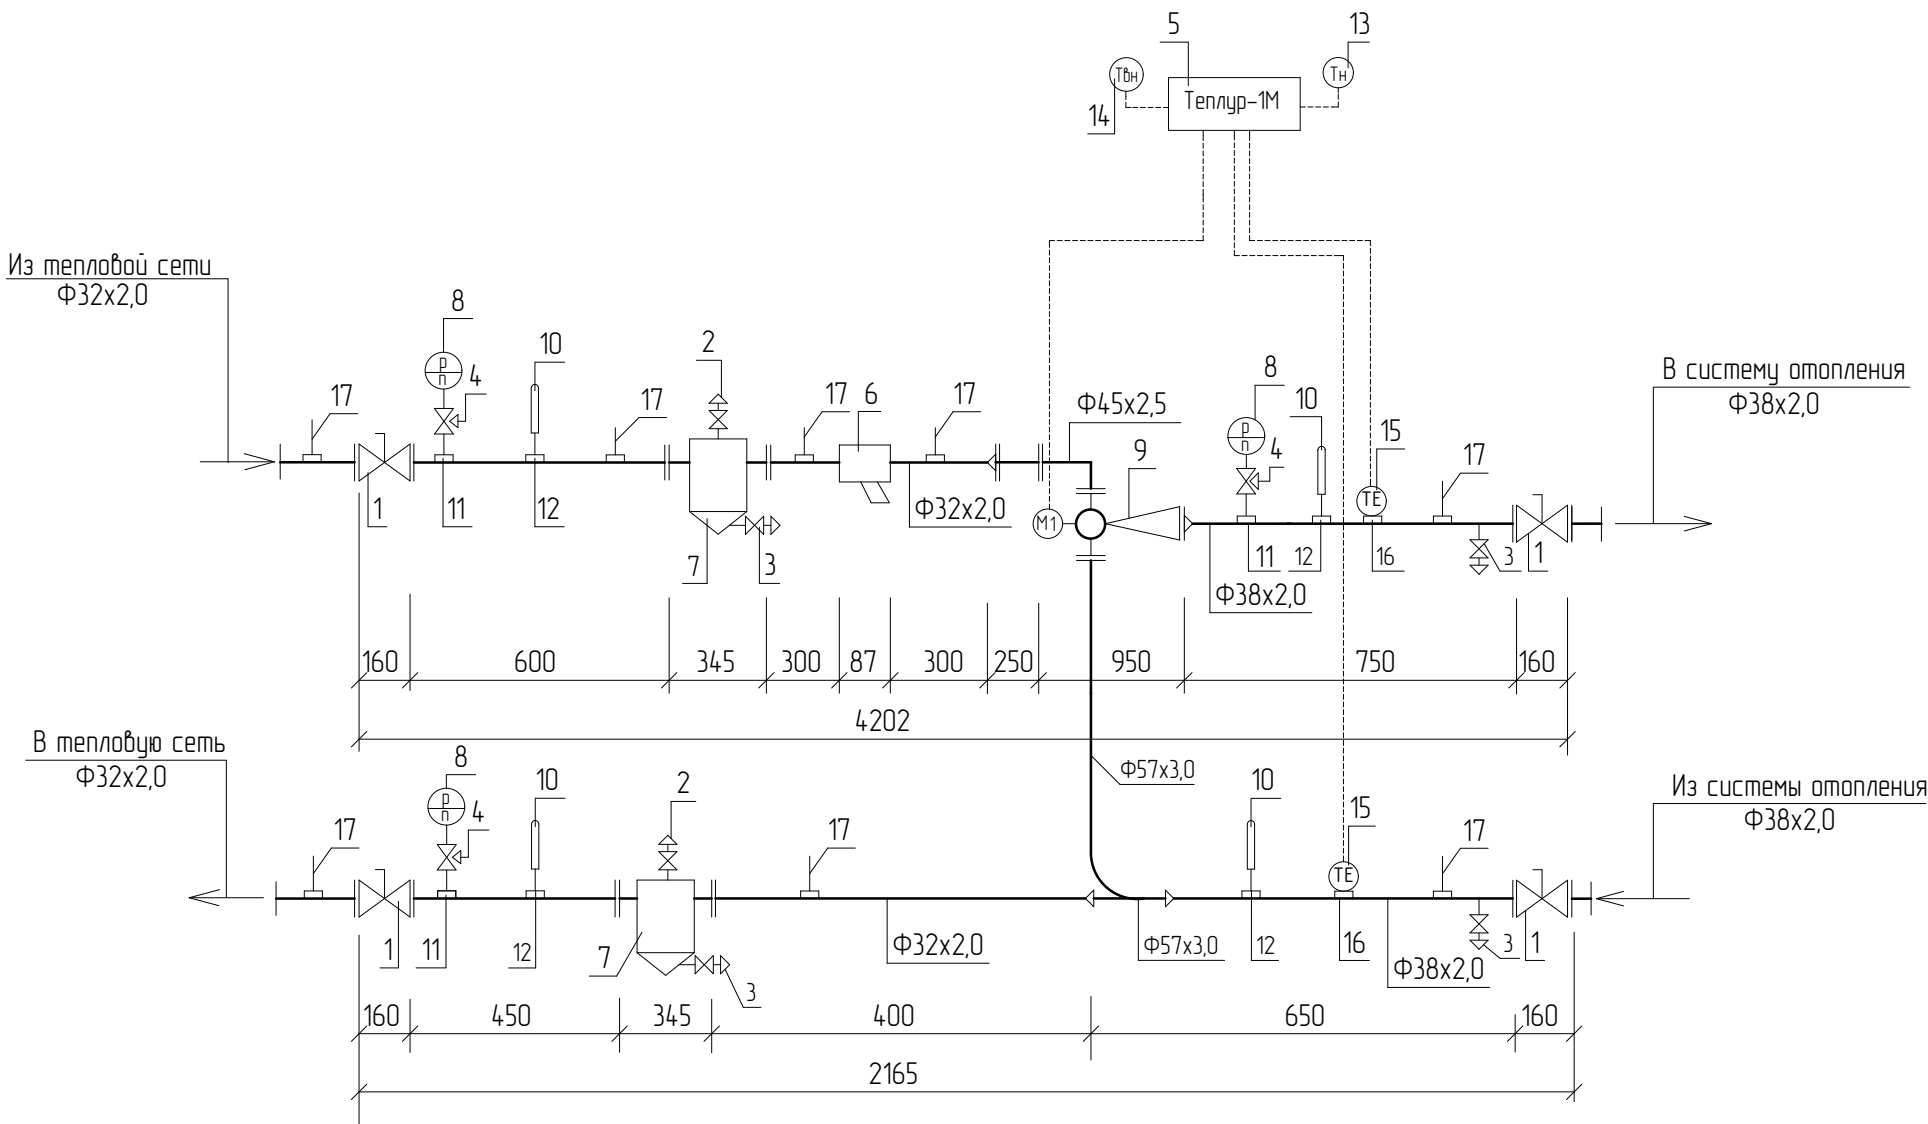 5
13
Твн
Теплур-1М
Тн
14
Из тепловой сети
Ф32х2,0
8
10
2
17
Р
П
4
17
17
6
17
Ф45х2,5
9
8
10
Р
П
4
15
ТЕ
17
В систему отопления
Ф38х2,0
1
11
12
7
3
Ф32х2,0
М1
11
12
16
3
1
Ф38х2,0
160
600
345
300
87
300
250
950
750
160
4202
В тепловую сеть
Ф32х2,0
8
10
2
17
Р
П
4
17
Ф57х3,0
10
15
ТЕ
17
Из системы отопления
Ф38х2,0
1
11
12
7
3
Ф32х2,0
Ф57х3,0
12
16
Ф38х2,0
3
1
160
450
345
400
650
160
2165